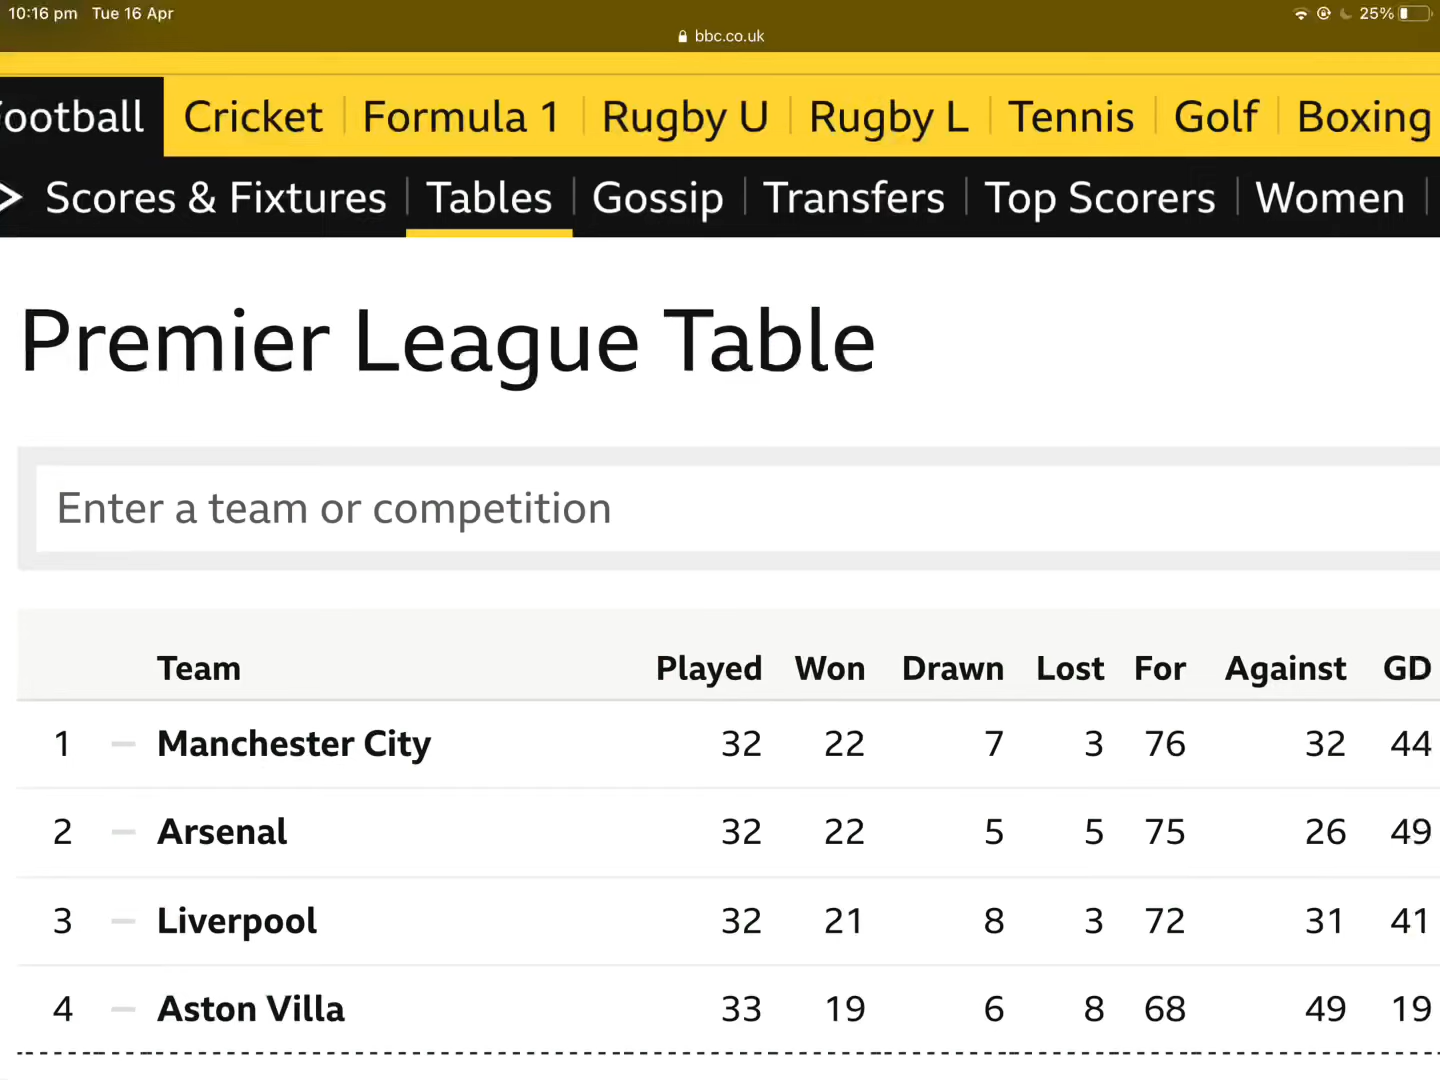 10:16 pm Tue 16 Apr 25%
bbc.co.uk
ootball Cricket Formula 1 Rugby U Rugby L Tennis Golf Boxing
Scores & Fixtures Tables Gossip Transfers Top Scorers Women
Premier League Table
Enter a team or competition
Team Played Won Drawn Lost For Against GD
1 Manchester City 32 22 7 3 76 32 44
2 Arsenal 32 22 5 5 75 26 49
3 Liverpool 32 21 8 3 72 31 41
4 Aston Villa 33 19 6 8 68 49 19